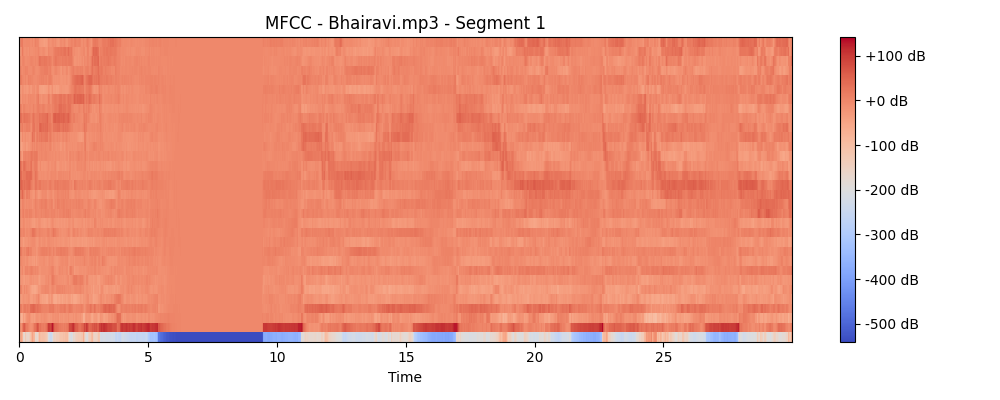 MFCC - Bhairavi.mp3 - Segment 1
+100 dB
+0 dB
-100 dB
-200 dB
-300 dB
-400 dB
-500 dB
0 5 10 15 20 25
Time